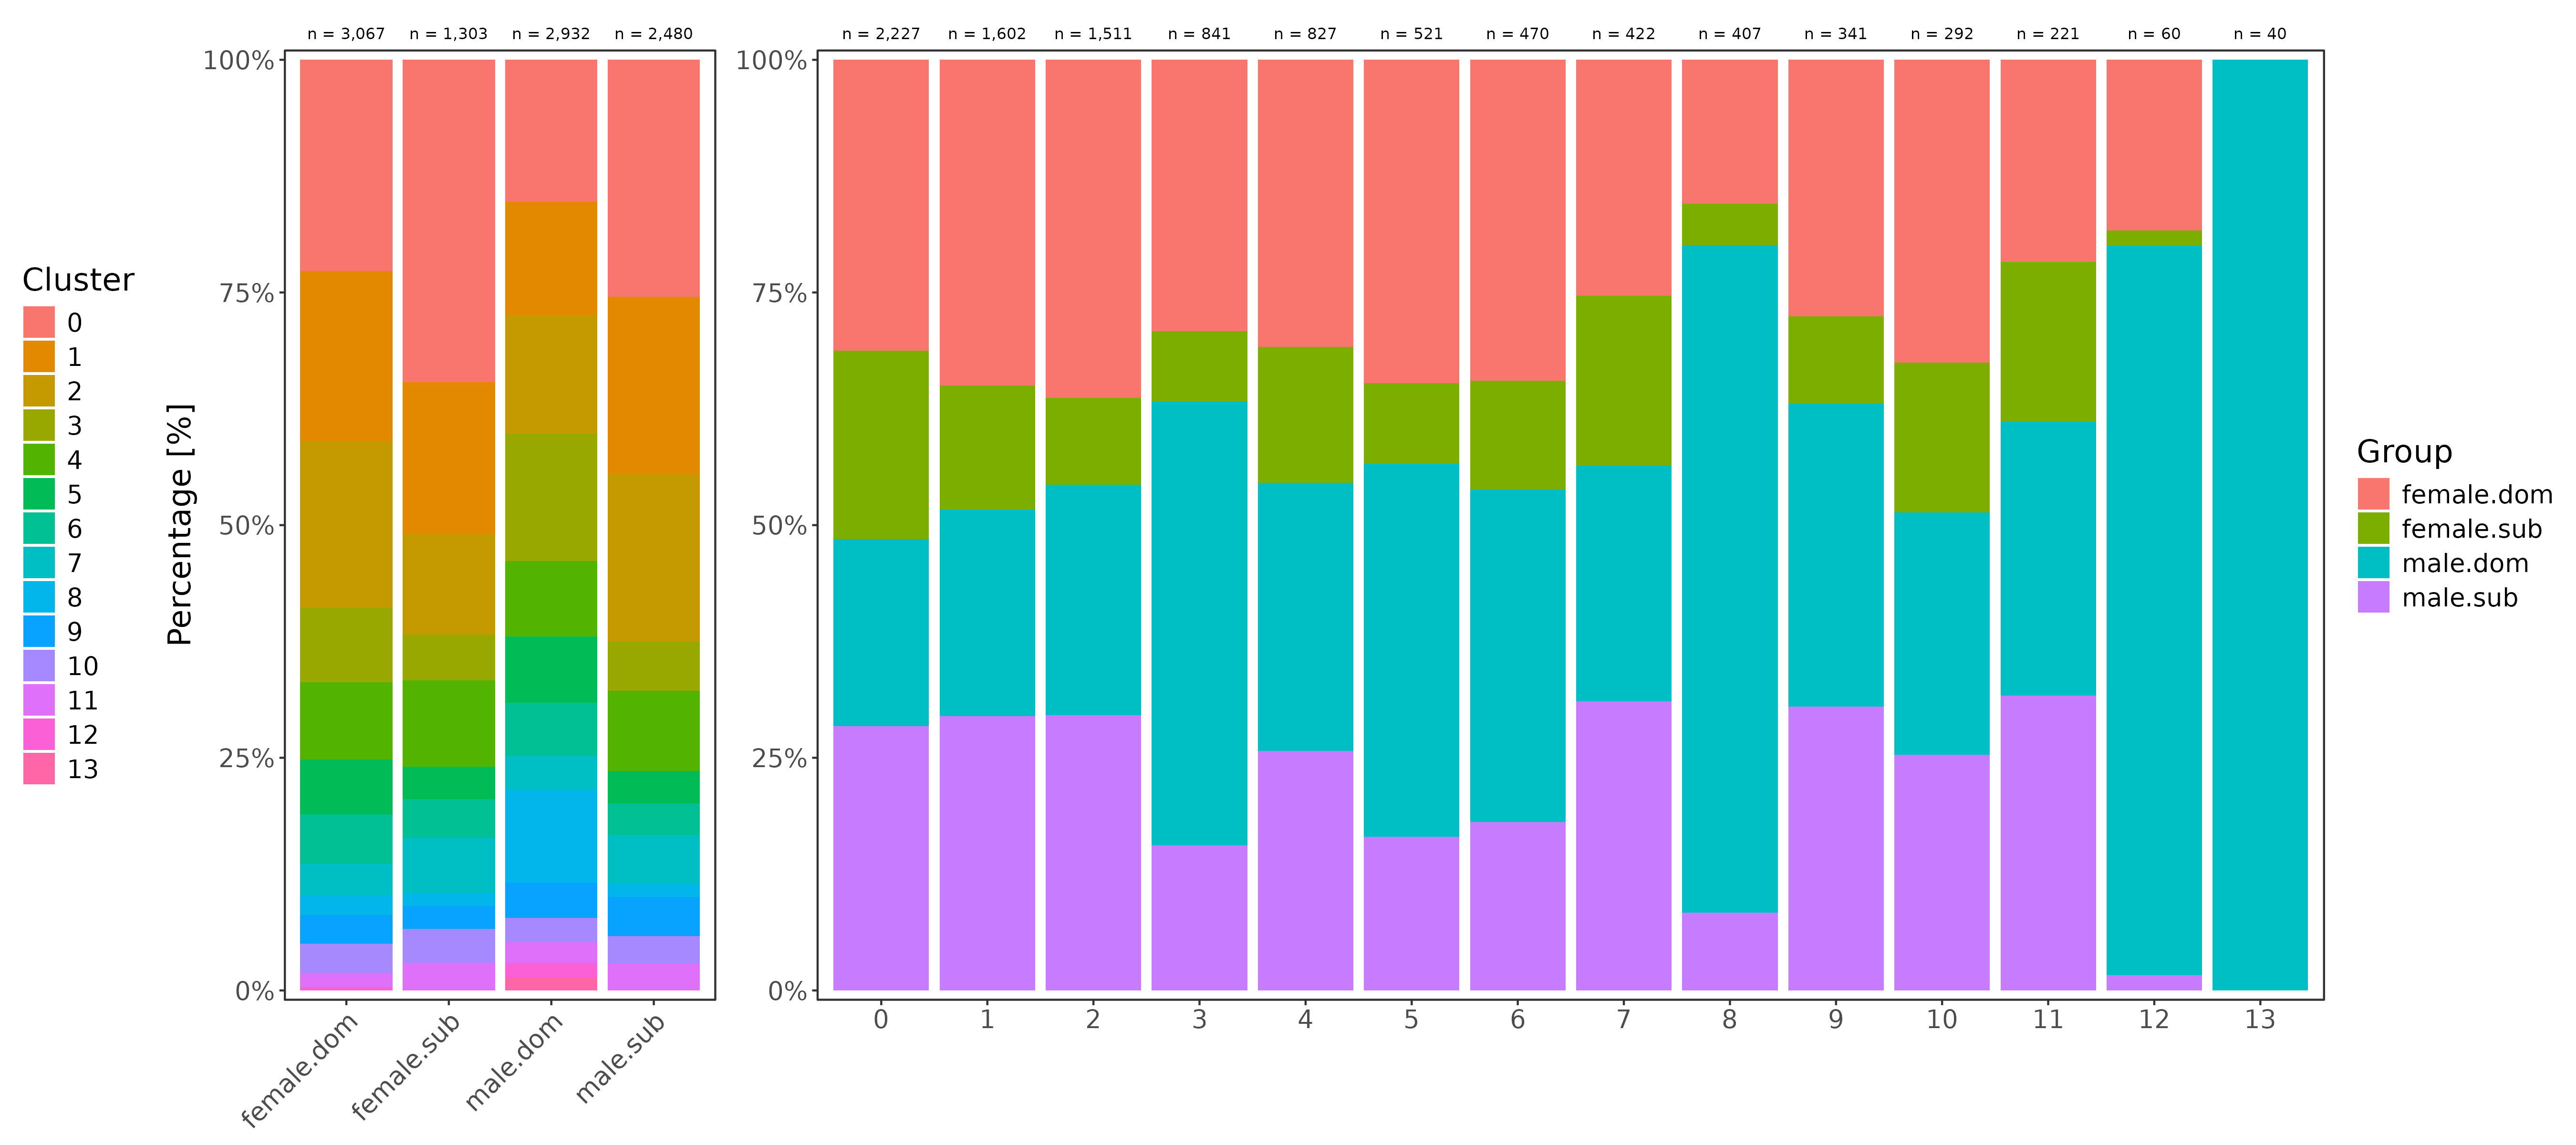 n = 3,067 n = 1,303 n = 2,932 n = 2,480
n = 2,227 n = 1,602 n = 1,511 n = 841 n = 827 n = 521 n = 470 n = 422 n = 407 n = 341 n = 292 n = 221 n = 60 n = 40
Cluster
0
1
2
3
4
5
6
7
8
9
10
11
12
13
Percentage [%]
100%
75%
50%
25%
0%
female.dom
female.sub
male.dom
male.sub
100%
75%
50%
25%
0%
0 1 2 3 4 5 6 7 8 9 10 11 12 13
Group
female.dom
female.sub
male.dom
male.sub